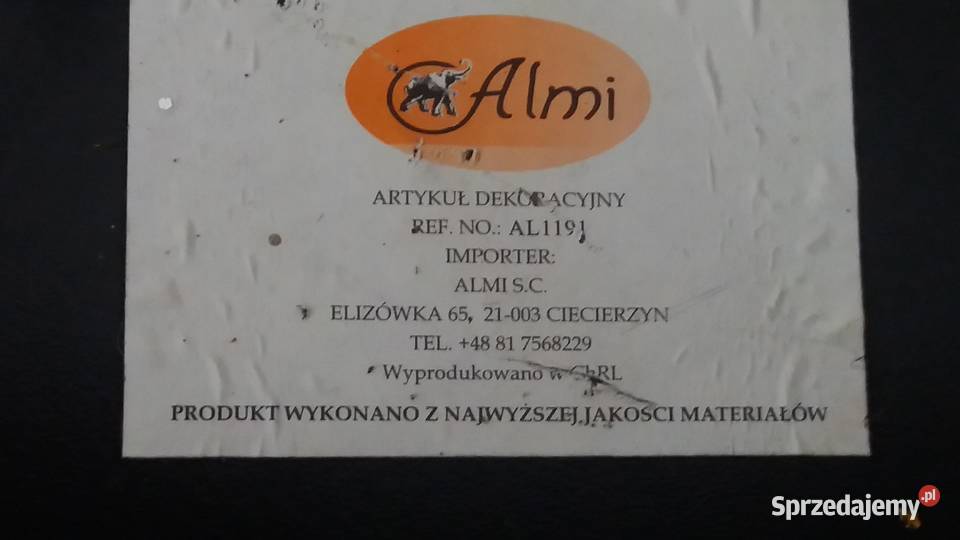 Almi
ARTYKUŁ DEKORACYJNY
REF. NO.: AL1191
IMPORTER:
ALMI S.C.
ELIZÓWKA 65, 21-003 CIECIERZYN
TEL. +48 81 7568229
Wyprodukowano w ChRL
PRODUKT WYKONANO Z NAJWYŻSZEJ JAKOSCI MATERIAŁÓW
Sprzedajemy.pl